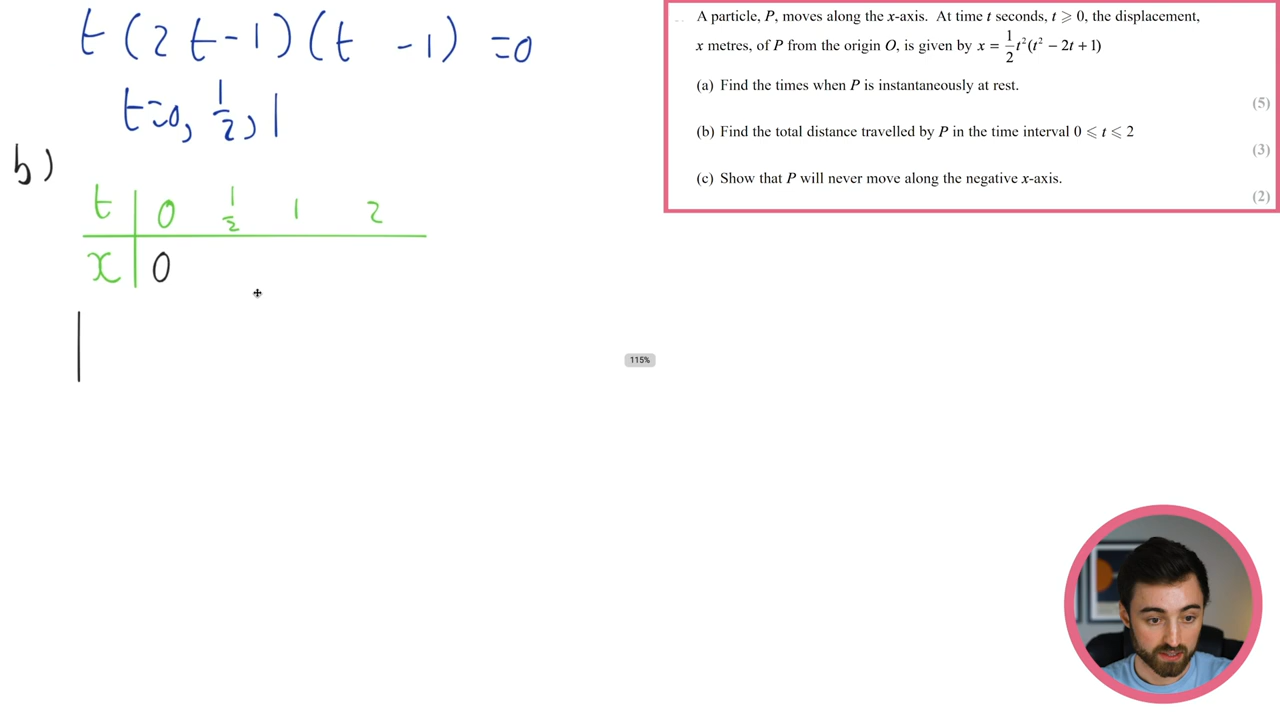 t(2t-1)(t -1) =0
t=0, 1/2, 1
b)
t | 0 1/2 1 2
x | 0
A particle, P, moves along the x-axis. At time t seconds, t ⩾ 0, the displacement,
x metres, of P from the origin O, is given by x = 1/2 t²(t² − 2t + 1)
(a) Find the times when P is instantaneously at rest.
(5)
(b) Find the total distance travelled by P in the time interval 0 ⩽ t ⩽ 2
(3)
(c) Show that P will never move along the negative x-axis.
(2)
115%